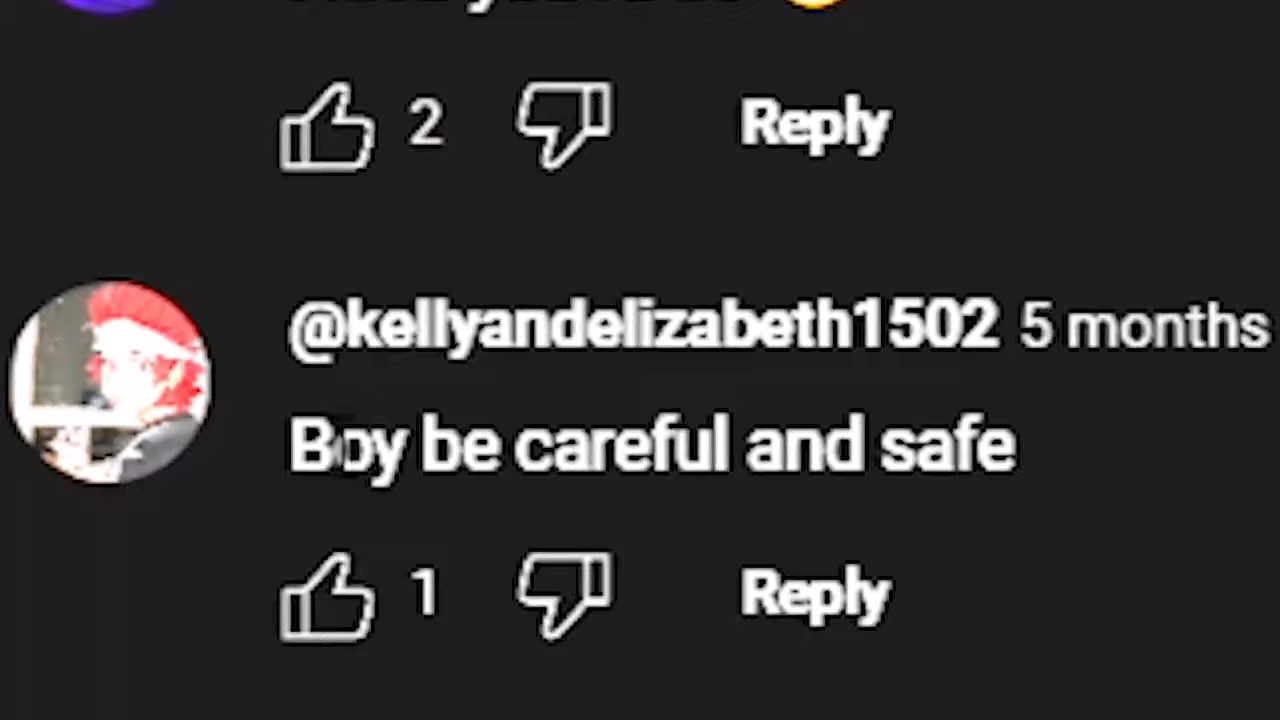 2 Reply
@kellyandelizabeth1502 5 months
Boy be careful and safe
1 Reply